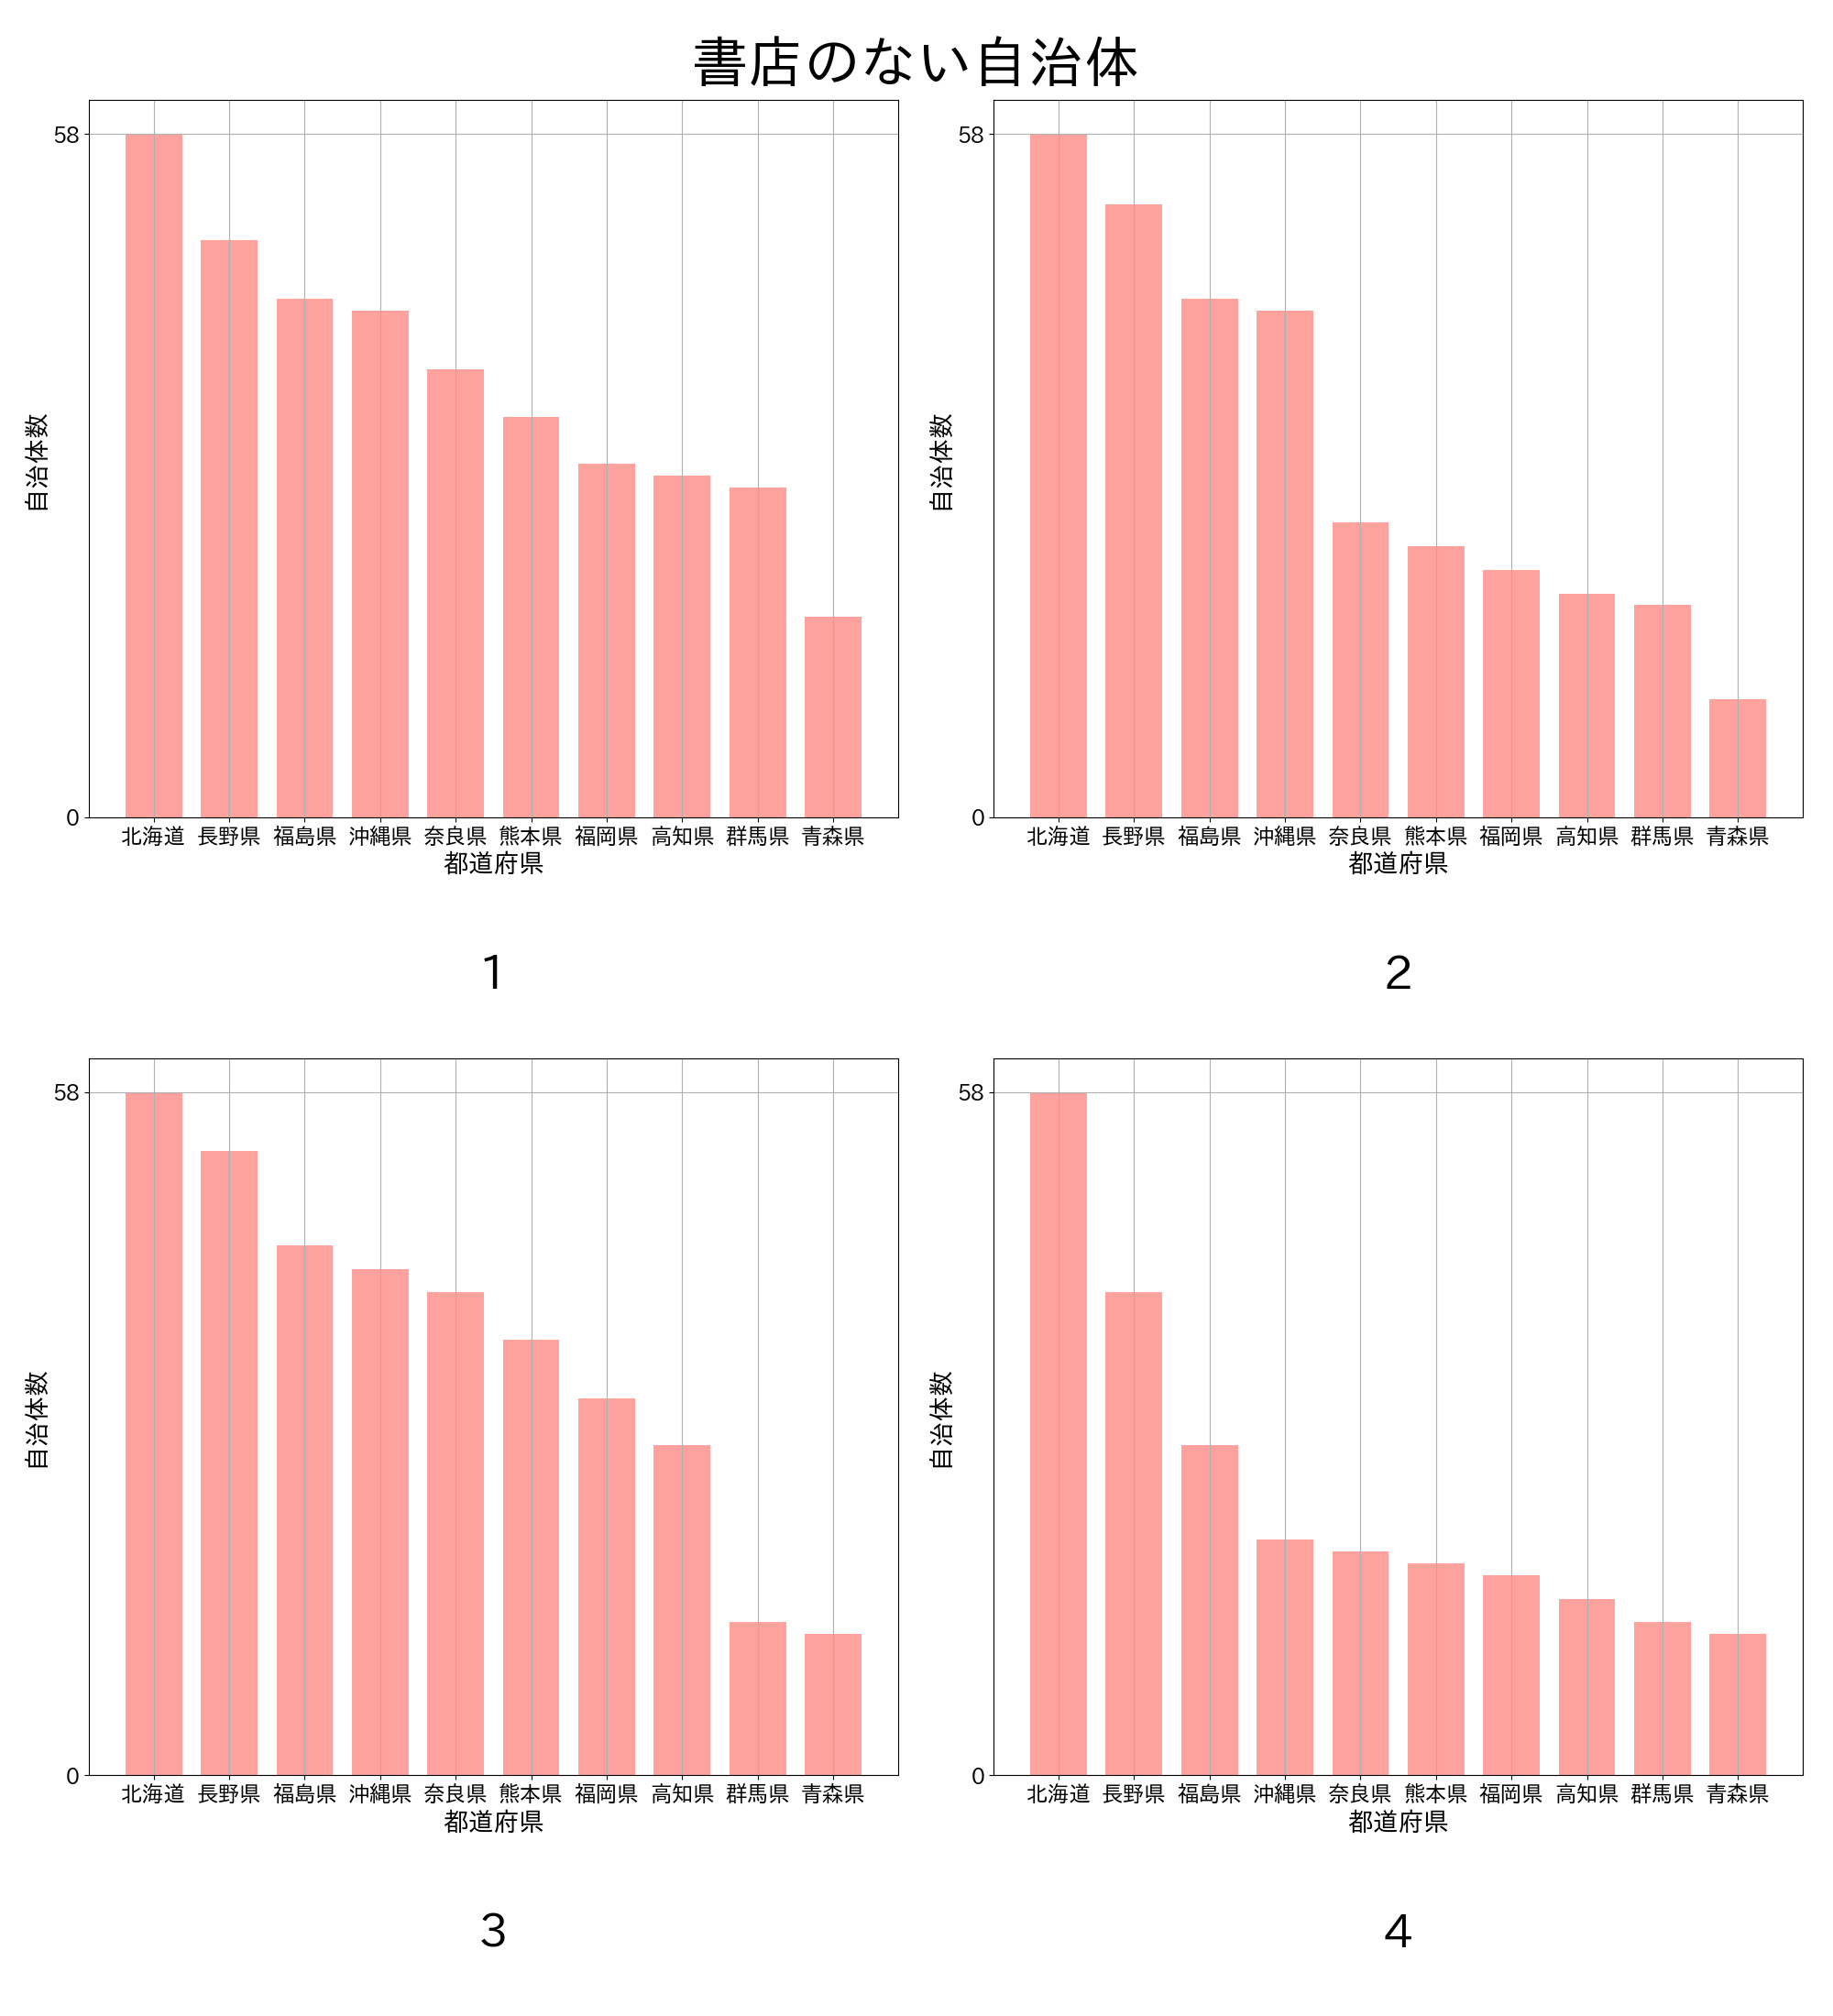 書店のない自治体
58
0
自治体数
北海道 長野県 福島県 沖縄県 奈良県 熊本県 福岡県 高知県 群馬県 青森県
都道府県
1
58
0
自治体数
北海道 長野県 福島県 沖縄県 奈良県 熊本県 福岡県 高知県 群馬県 青森県
都道府県
2
58
0
自治体数
北海道 長野県 福島県 沖縄県 奈良県 熊本県 福岡県 高知県 群馬県 青森県
都道府県
3
58
0
自治体数
北海道 長野県 福島県 沖縄県 奈良県 熊本県 福岡県 高知県 群馬県 青森県
都道府県
4